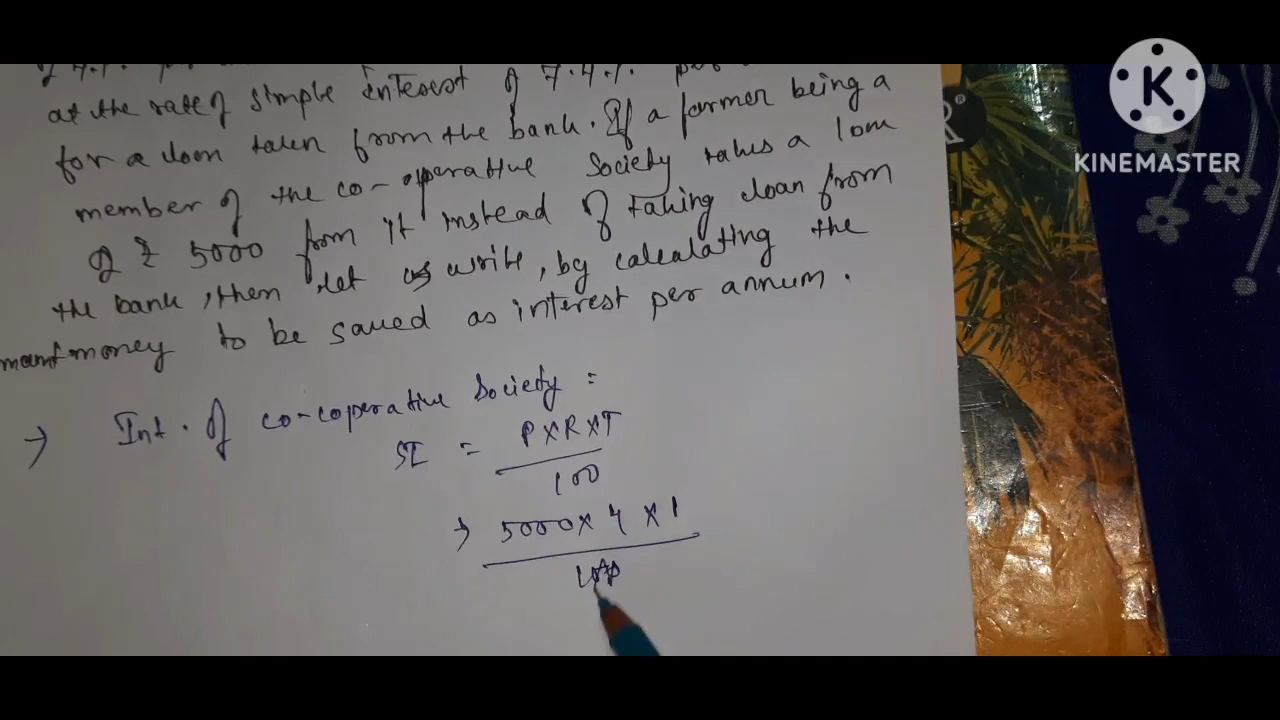 at the rate of simple interest of 7.4%. per
for a loan taken from the bank. If a farmer being a
member of the co-opperative Society takes a loan
of ₹ 5000 from it instead of taking loan from
the bank, then let us write, by calculating the
money to be saved as interest per annum.
→ Int. of co-coperative Society =
SI = P×R×T
100
→ 5000× 4 ×1
100
K
KINEMASTER
R